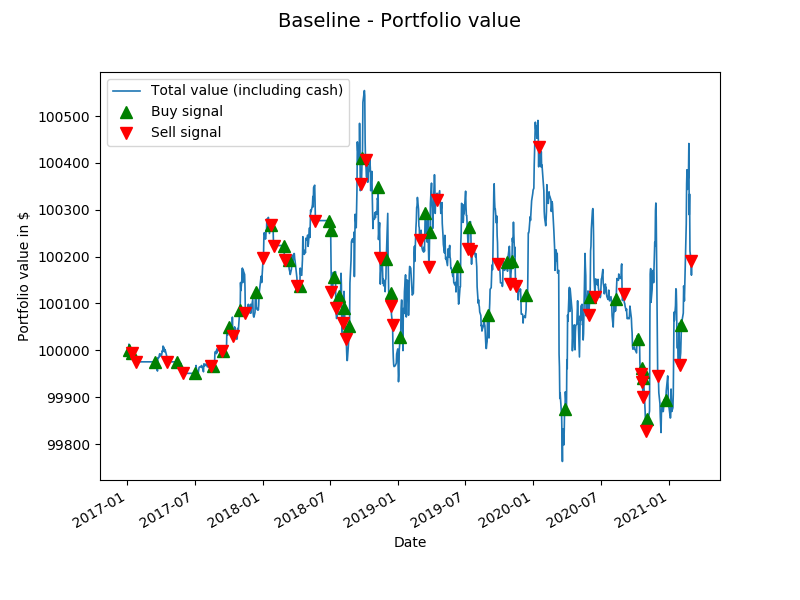 Baseline - Portfolio value
Total value (including cash)
Buy signal
Sell signal
Portfolio value in $
100500
100400
100300
100200
100100
100000
99900
99800
2017-01
2017-07
2018-01
2018-07
2019-01
2019-07
2020-01
2020-07
2021-01
Date